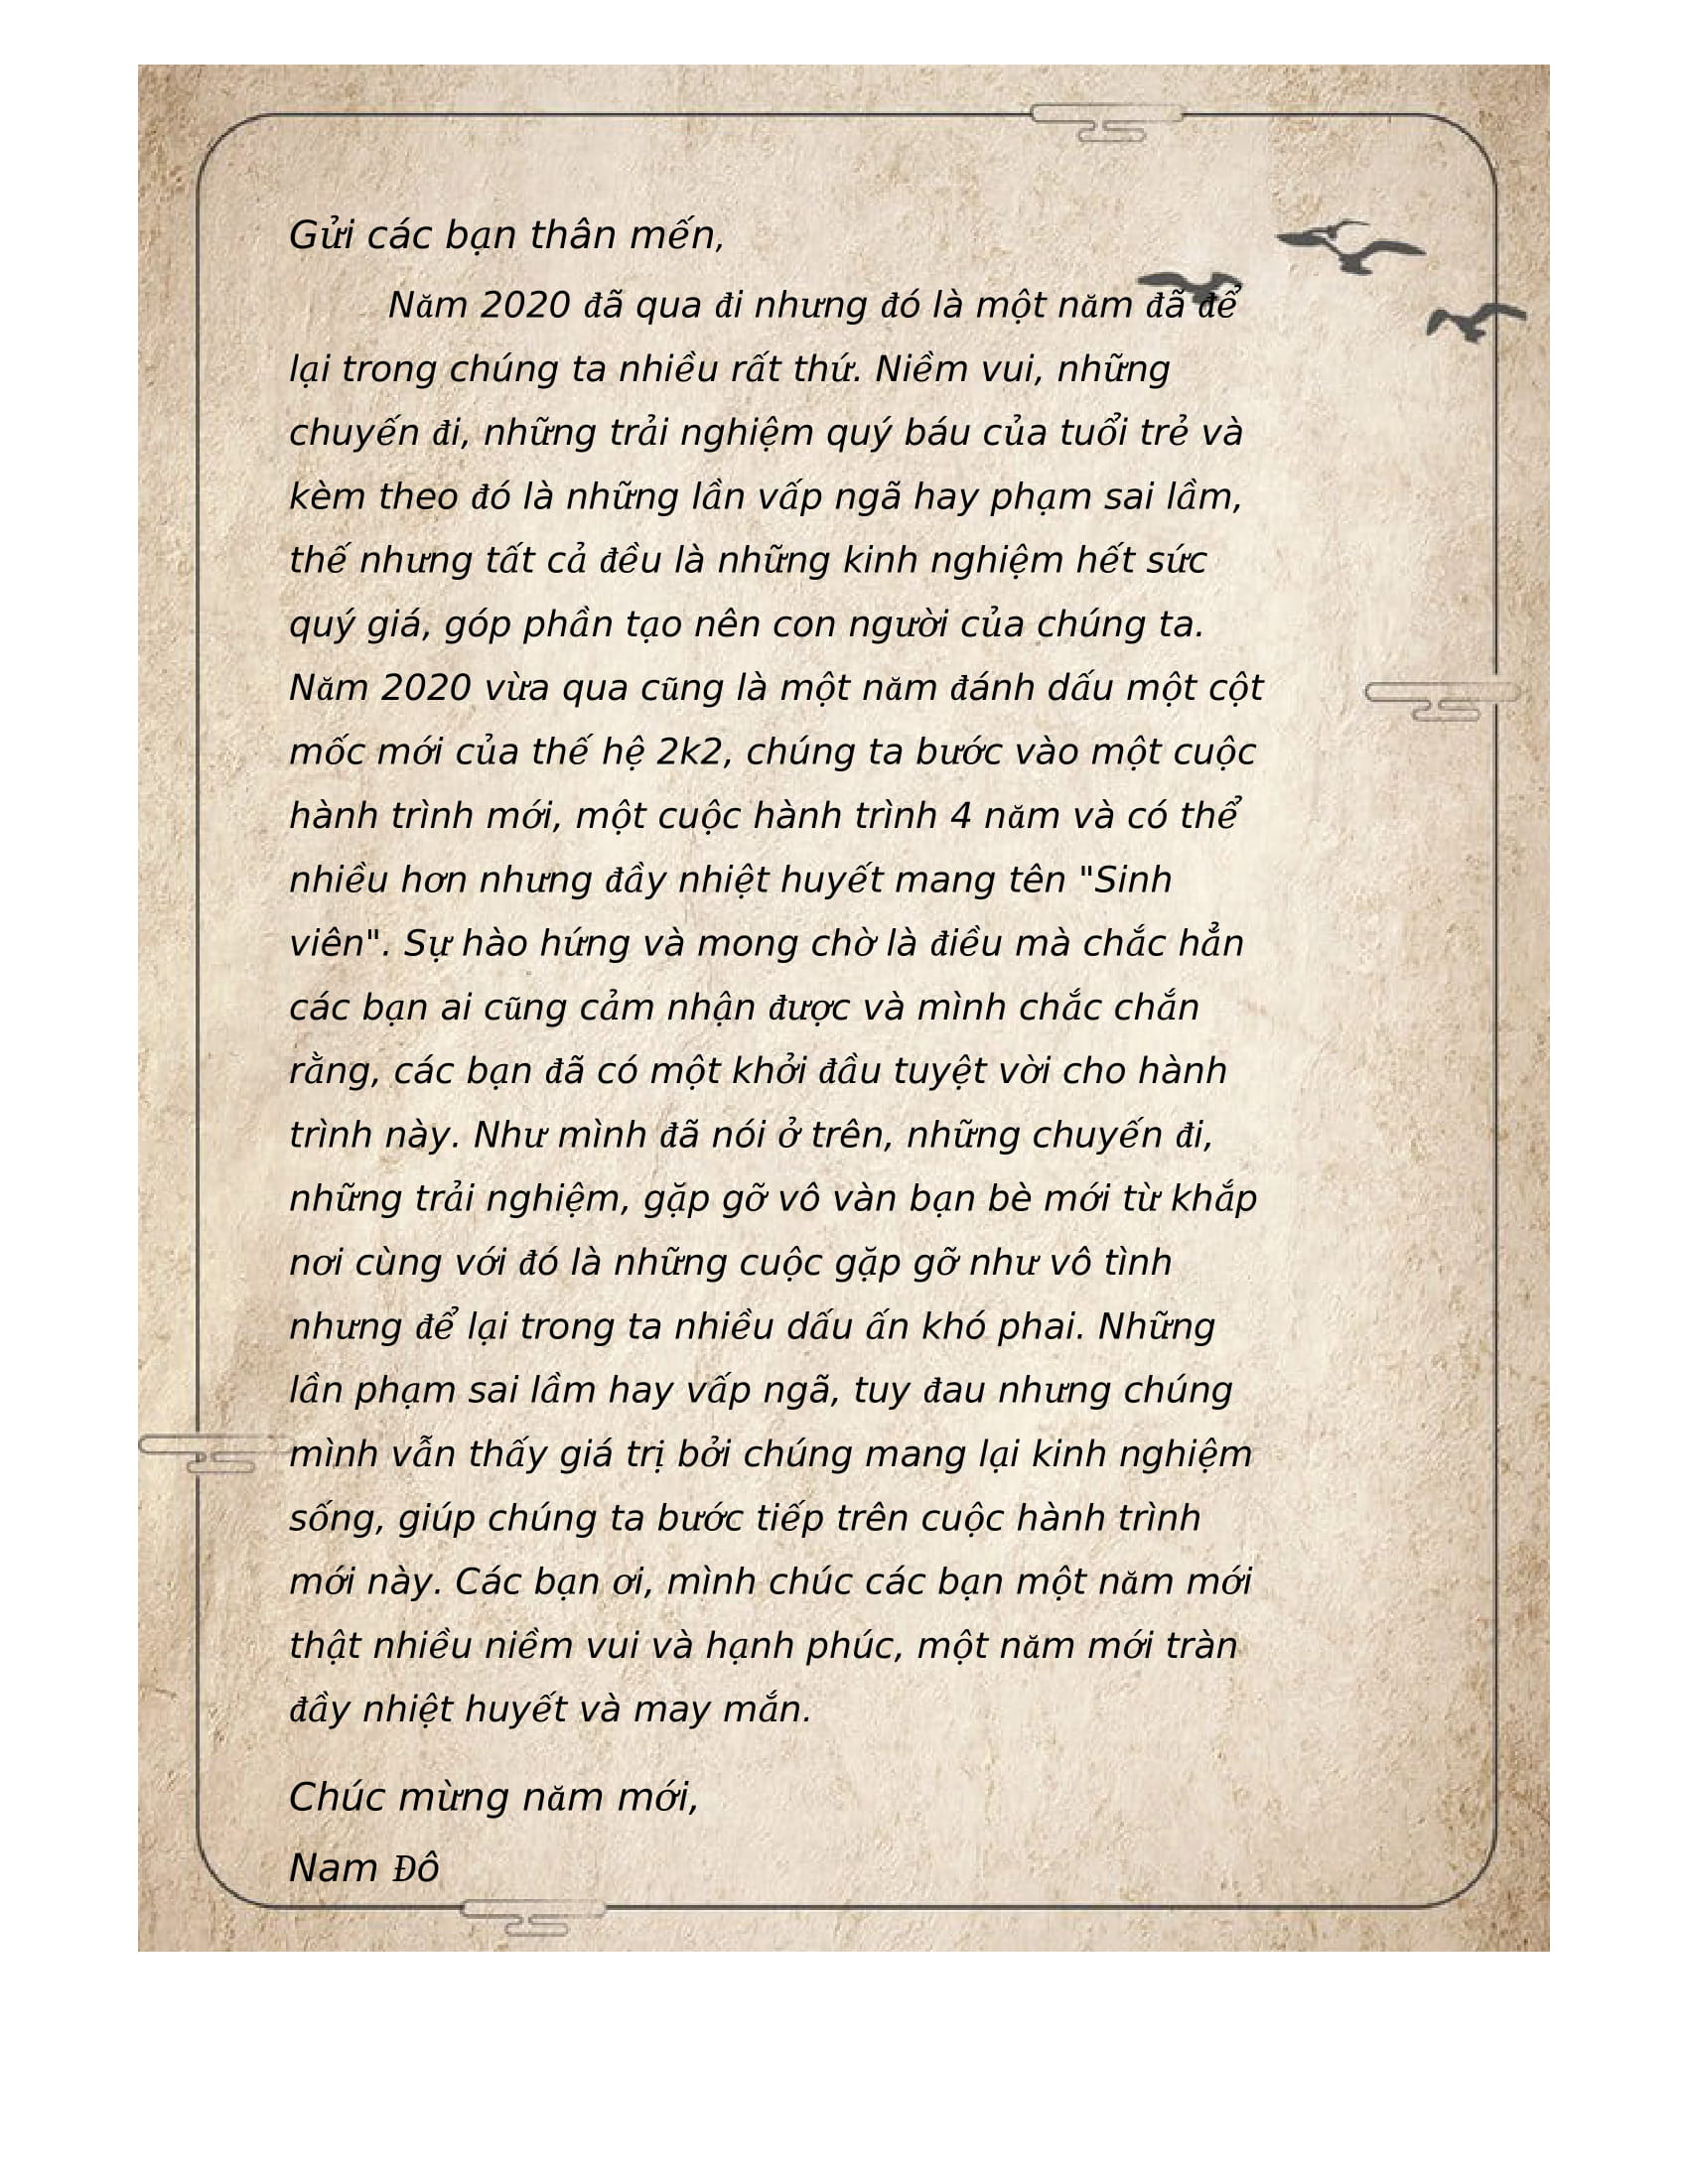 Gửi các bạn thân mến,
Năm 2020 đã qua đi nhưng đó là một năm đã để
lại trong chúng ta nhiều rất thứ. Niềm vui, những
chuyến đi, những trải nghiệm quý báu của tuổi trẻ và
kèm theo đó là những lần vấp ngã hay phạm sai lầm,
thế nhưng tất cả đều là những kinh nghiệm hết sức
quý giá, góp phần tạo nên con người của chúng ta.
Năm 2020 vừa qua cũng là một năm đánh dấu một cột
mốc mới của thế hệ 2k2, chúng ta bước vào một cuộc
hành trình mới, một cuộc hành trình 4 năm và có thể
nhiều hơn nhưng đầy nhiệt huyết mang tên "Sinh
viên". Sự hào hứng và mong chờ là điều mà chắc hẳn
các bạn ai cũng cảm nhận được và mình chắc chắn
rằng, các bạn đã có một khởi đầu tuyệt vời cho hành
trình này. Như mình đã nói ở trên, những chuyến đi,
những trải nghiệm, gặp gỡ vô vàn bạn bè mới từ khắp
nơi cùng với đó là những cuộc gặp gỡ như vô tình
nhưng để lại trong ta nhiều dấu ấn khó phai. Những
lần phạm sai lầm hay vấp ngã, tuy đau nhưng chúng
mình vẫn thấy giá trị bởi chúng mang lại kinh nghiệm
sống, giúp chúng ta bước tiếp trên cuộc hành trình
mới này. Các bạn ơi, mình chúc các bạn một năm mới
thật nhiều niềm vui và hạnh phúc, một năm mới tràn
đầy nhiệt huyết và may mắn.
Chúc mừng năm mới,
Nam Đô